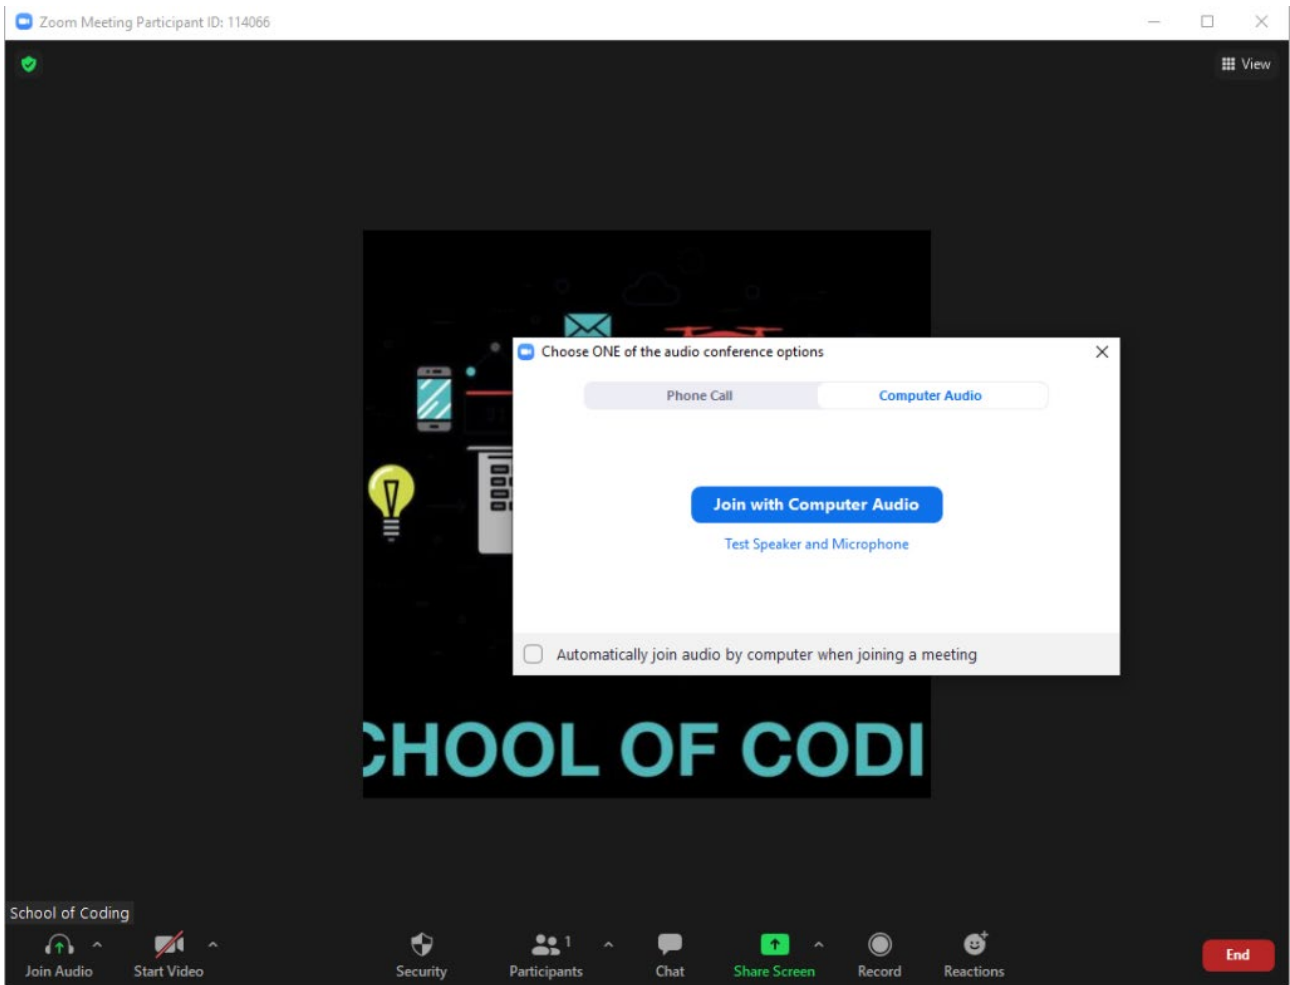 Zoom Meeting Participant ID: 114066
View
Choose ONE of the audio conference options
Phone Call
Computer Audio
Join with Computer Audio
Test Speaker and Microphone
Automatically join audio by computer when joining a meeting
CHOOL OF CODI
School of Coding
Join Audio
Start Video
Security
1
Participants
Chat
Share Screen
Record
Reactions
End